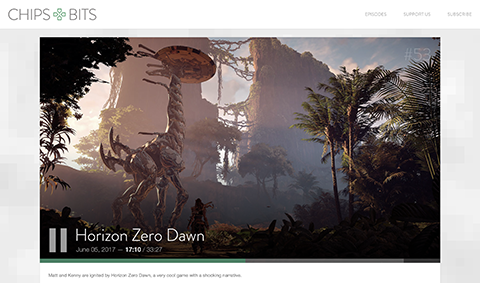 CHIPS BITS
EPISODES SUPPORT US SUBSCRIBE
#53
Horizon Zero Dawn
June 05, 2017 — 17:10 / 33:27
Matt and Kenny are ignited by Horizon Zero Dawn, a very cool game with a shocking narrative.